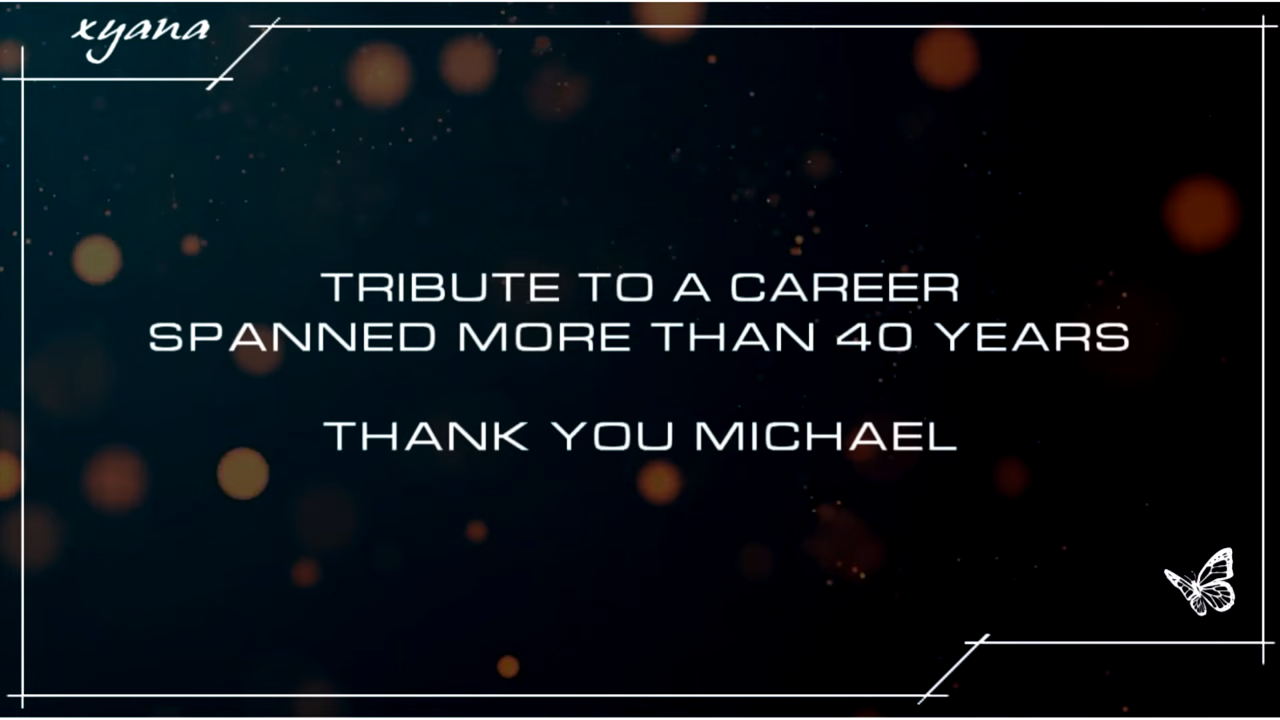 xyana
TRIBUTE TO A CAREER
SPANNED MORE THAN 40 YEARS
THANK YOU MICHAEL